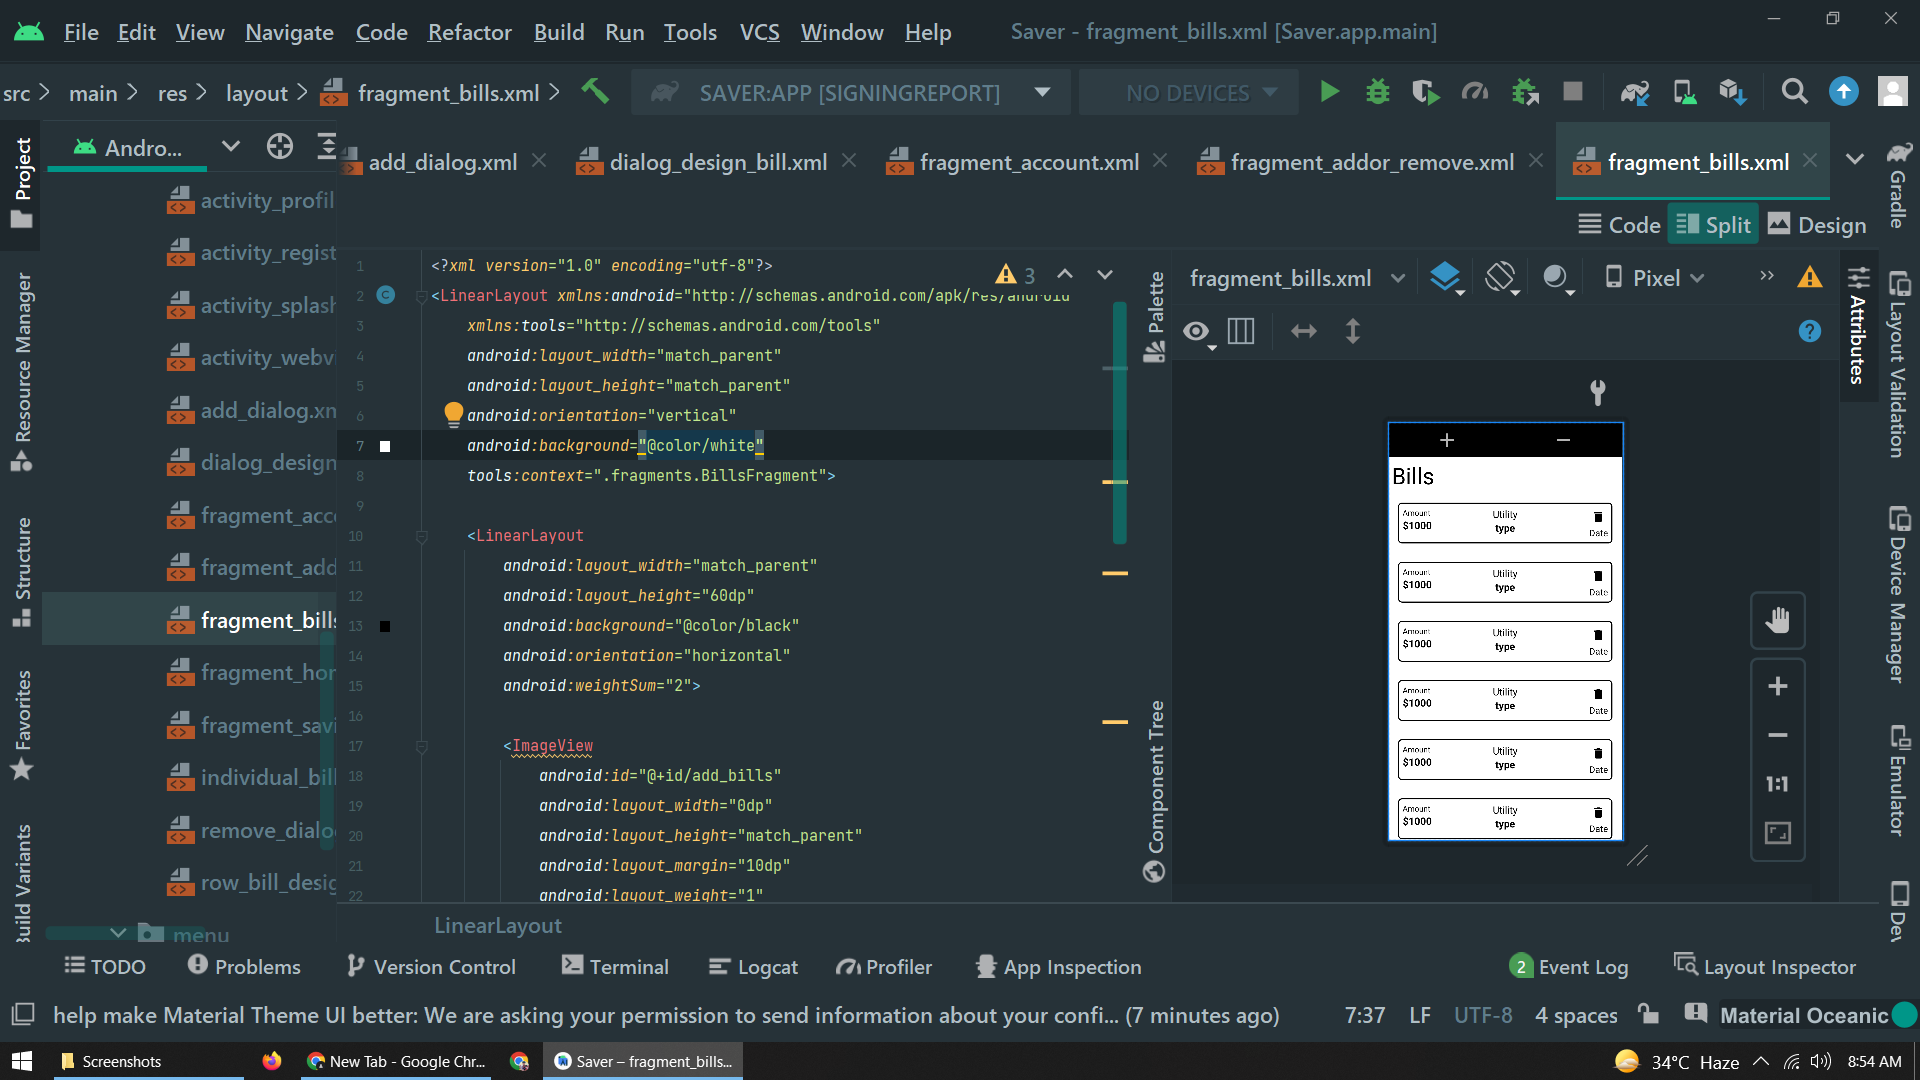 File Edit View Navigate Code Refactor Build Run Tools VCS Window Help Saver - fragment_bills.xml [Saver.app.main]
src main res layout fragment_bills.xml SAVER:APP [SIGNINGREPORT] NO DEVICES
Project
Andro...
add_dialog.xml dialog_design_bill.xml fragment_account.xml fragment_addor_remove.xml fragment_bills.xml
Gradle
Code Split Design
activity_profil
activity_regist
activity_splash
activity_webv
add_dialog.xm
dialog_design
fragment_acc
fragment_add
fragment_bills
fragment_hor
fragment_savi
individual_bil
remove_dialo
row_bill_desig
menu
Resource Manager
Structure
Favorites
Build Variants
1 <?xml version="1.0" encoding="utf-8"?>
2 <LinearLayout xmlns:android="http://schemas.android.com/apk/res/android
3 xmlns:tools="http://schemas.android.com/tools"
4 android:layout_width="match_parent"
5 android:layout_height="match_parent"
6 android:orientation="vertical"
7 android:background="@color/white"
8 tools:context=".fragments.BillsFragment">
9
10 <LinearLayout
11 android:layout_width="match_parent"
12 android:layout_height="60dp"
13 android:background="@color/black"
14 android:orientation="horizontal"
15 android:weightSum="2">
16
17 <ImageView
18 android:id="@+id/add_bills"
19 android:layout_width="0dp"
20 android:layout_height="match_parent"
21 android:layout_margin="10dp"
22 android:layout_weight="1"
3
LinearLayout
Palette
Component Tree
fragment_bills.xml Pixel
Bills
Amount Utility
$1000 type Date
Amount Utility
$1000 type Date
Amount Utility
$1000 type Date
Amount Utility
$1000 type Date
Amount Utility
$1000 type Date
Amount Utility
$1000 type Date
1:1
Attributes
Layout Validation
Device Manager
Emulator
Dev
TODO Problems Version Control Terminal Logcat Profiler App Inspection 2 Event Log Layout Inspector
help make Material Theme UI better: We are asking your permission to send information about your confi... (7 minutes ago) 7:37 LF UTF-8 4 spaces Material Oceanic
Screenshots New Tab - Google Chr... Saver – fragment_bills... 34°C Haze 8:54 AM